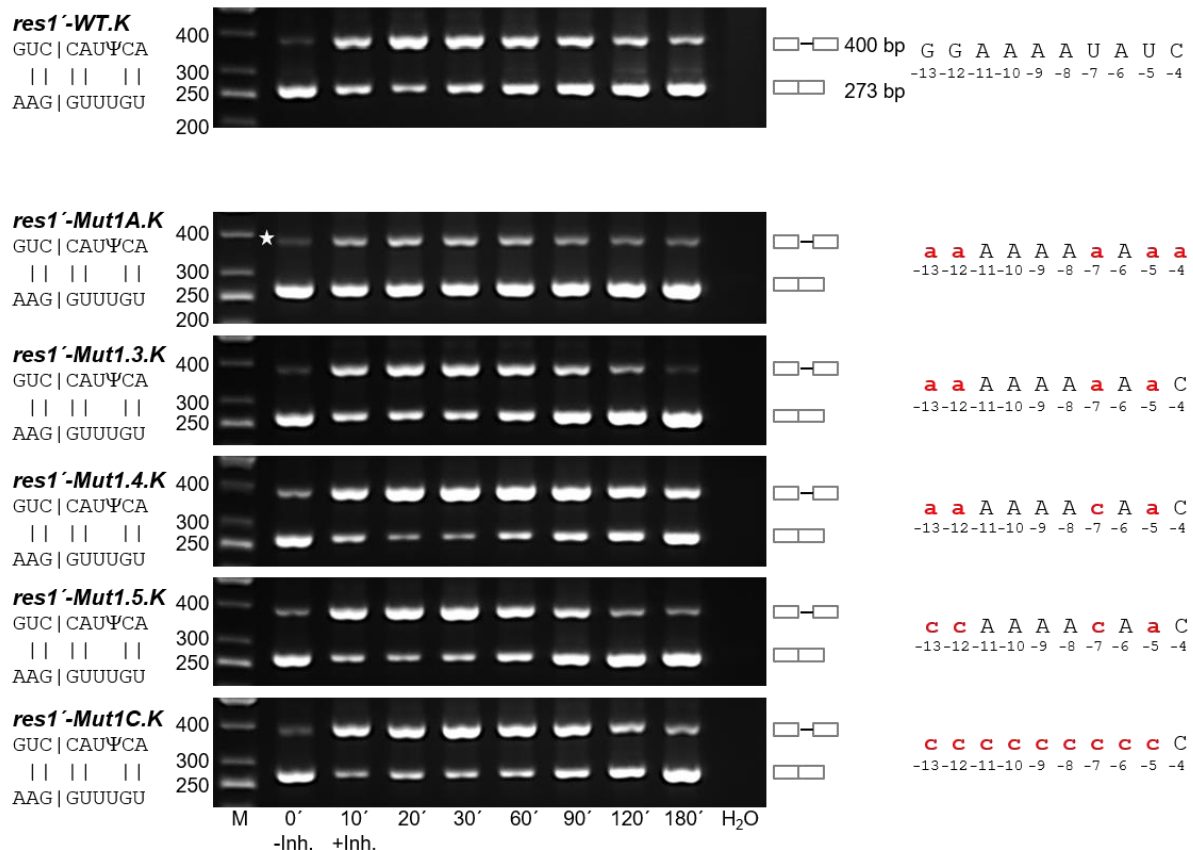 res1´-WT.K
GUC|CAUΨCA
|| || ||
AAG|GUUUGU
400
300
250
200
400 bp
273 bp
G G A A A A U A U C
-13 -12 -11 -10 -9 -8 -7 -6 -5 -4
res1´-Mut1A.K
GUC|CAUΨCA
|| || ||
AAG|GUUUGU
400
300
250
200
a a A A A A a A a a
-13 -12 -11 -10 -9 -8 -7 -6 -5 -4
res1´-Mut1.3.K
GUC|CAUΨCA
|| || ||
AAG|GUUUGU
400
300
250
a a A A A A a A a C
-13 -12 -11 -10 -9 -8 -7 -6 -5 -4
res1´-Mut1.4.K
GUC|CAUΨCA
|| || ||
AAG|GUUUGU
400
300
250
a a A A A A c A a C
-13 -12 -11 -10 -9 -8 -7 -6 -5 -4
res1´-Mut1.5.K
GUC|CAUΨCA
|| || ||
AAG|GUUUGU
400
300
250
c c A A A A c A a C
-13 -12 -11 -10 -9 -8 -7 -6 -5 -4
res1´-Mut1C.K
GUC|CAUΨCA
|| || ||
AAG|GUUUGU
400
300
250
c c c c c c c c c C
-13 -12 -11 -10 -9 -8 -7 -6 -5 -4
M 0´ 10´ 20´ 30´ 60´ 90´ 120´ 180´ H₂O
-Inh. +Inh.